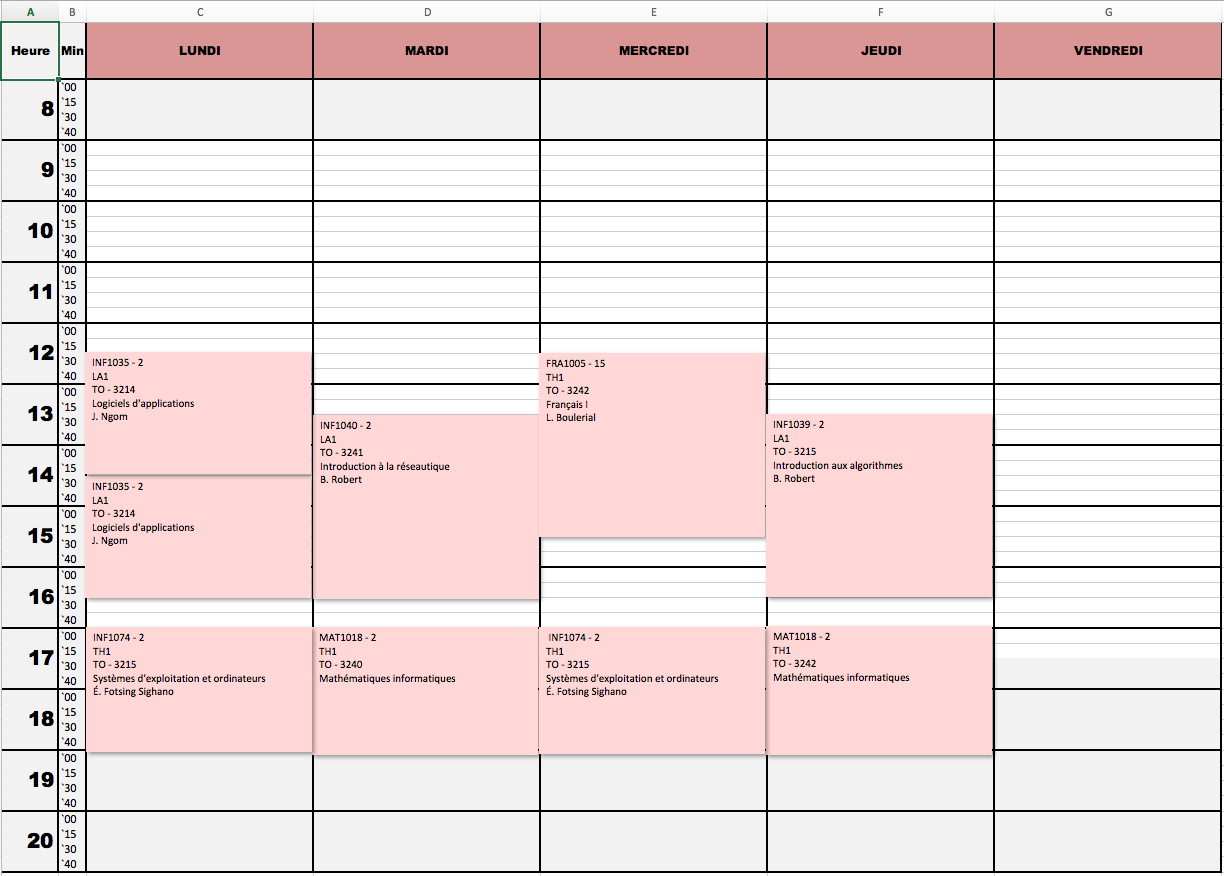 A B C D E F G
Heure Min LUNDI MARDI MERCREDI JEUDI VENDREDI
8 `00
`15
`30
`40
9 `00
`15
`30
`40
10 `00
`15
`30
`40
11 `00
`15
`30
`40
12 `00
`15
`30
`40
13 `00
`15
`30
`40
14 `00
`15
`30
`40
15 `00
`15
`30
`40
16 `00
`15
`30
`40
17 `00
`15
`30
`40
18 `00
`15
`30
`40
19 `00
`15
`30
`40
20 `00
`15
`30
`40
INF1035 - 2
LA1
TO - 3214
Logiciels d'applications
J. Ngom
INF1035 - 2
LA1
TO - 3214
Logiciels d'applications
J. Ngom
INF1074 - 2
TH1
TO - 3215
Systèmes d'exploitation et ordinateurs
É. Fotsing Sighano
INF1040 - 2
LA1
TO - 3241
Introduction à la réseautique
B. Robert
MAT1018 - 2
TH1
TO - 3240
Mathématiques informatiques
FRA1005 - 15
TH1
TO - 3242
Français I
L. Boulerial
INF1074 - 2
TH1
TO - 3215
Systèmes d'exploitation et ordinateurs
É. Fotsing Sighano
INF1039 - 2
LA1
TO - 3215
Introduction aux algorithmes
B. Robert
MAT1018 - 2
TH1
TO - 3242
Mathématiques informatiques